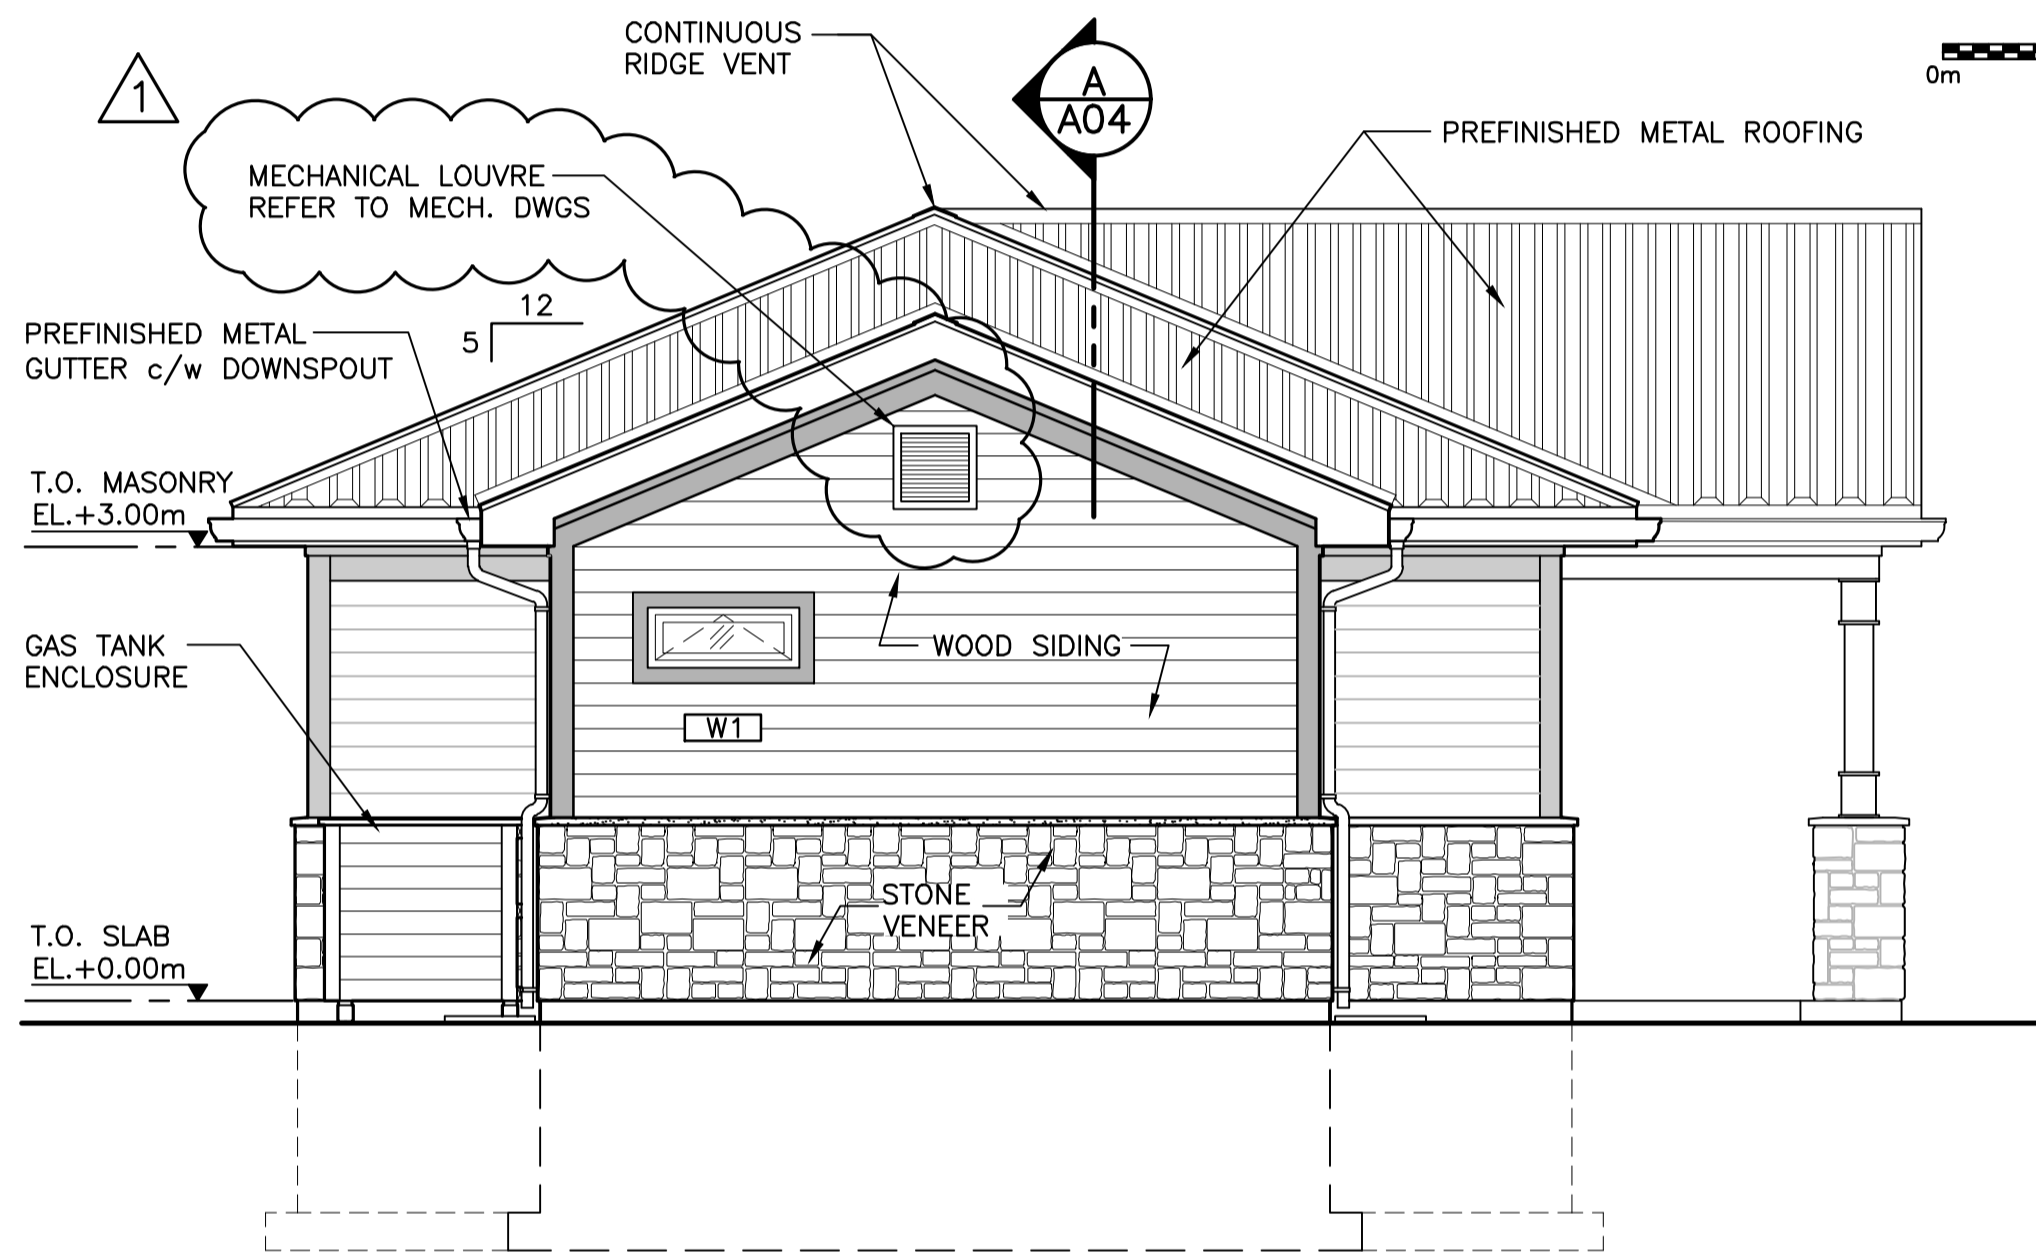 CONTINUOUS
RIDGE VENT
1
A
A04
0m
PREFINISHED METAL ROOFING
MECHANICAL LOUVRE
REFER TO MECH. DWGS
12
5
PREFINISHED METAL
GUTTER c/w DOWNSPOUT
T.O. MASONRY
EL.+3.00m
GAS TANK
ENCLOSURE
WOOD SIDING
W1
STONE
VENEER
T.O. SLAB
EL.+0.00m